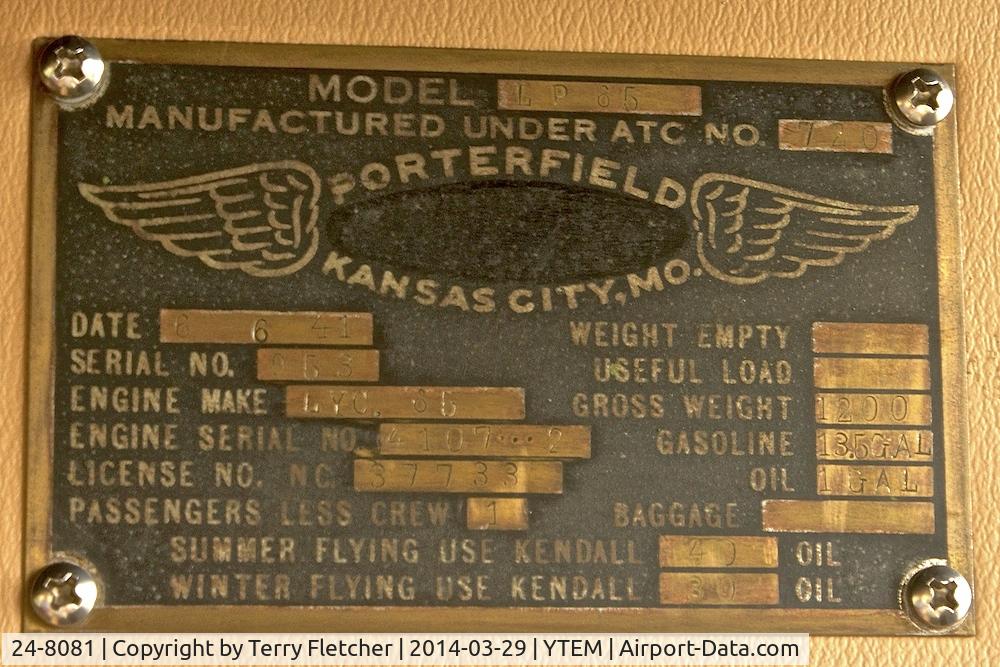 MODEL LP 65
MANUFACTURED UNDER ATC NO. 720
PORTERFIELD
KANSAS CITY, MO.
DATE 6 6 41
SERIAL NO. 953
ENGINE MAKE LYC. 65
ENGINE SERIAL NO. 4107---2
LICENSE NO. NC 37733
PASSENGERS LESS CREW 1
WEIGHT EMPTY
USEFUL LOAD
GROSS WEIGHT 1200
GASOLINE 13.5GAL
OIL 1 GAL
BAGGAGE
SUMMER FLYING USE KENDALL 40 OIL
WINTER FLYING USE KENDALL 30 OIL
24-8081 | Copyright by Terry Fletcher | 2014-03-29 | YTEM | Airport-Data.com